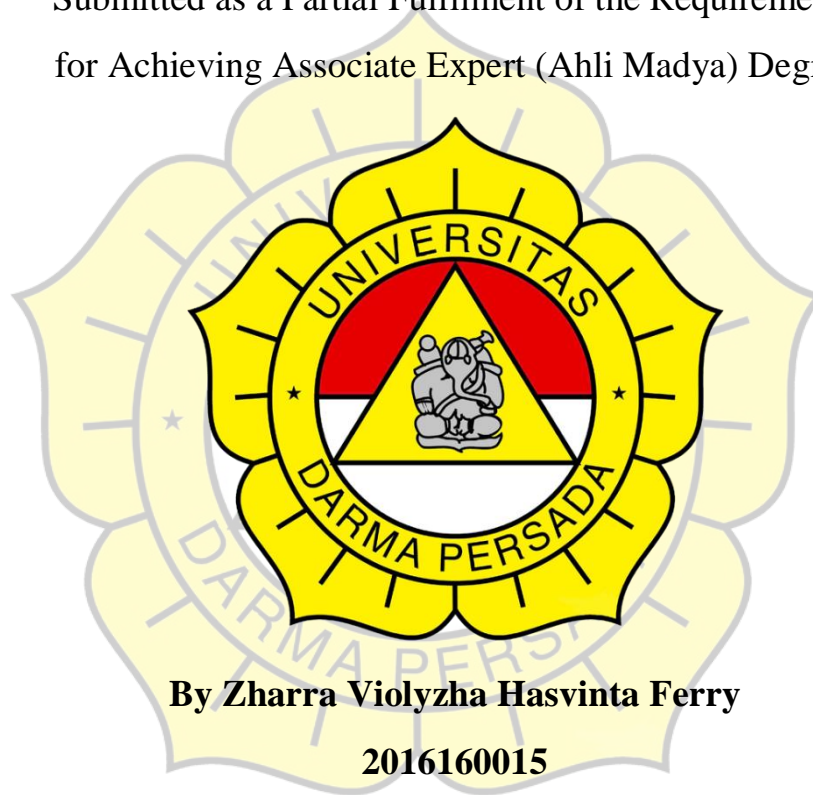 Submitted as a Partial Fulfillment of the Requireme
for Achieving Associate Expert (Ahli Madya) Deg
UNIVERSITAS
DARMA PERSADA
By Zharra Violyzha Hasvinta Ferry
2016160015